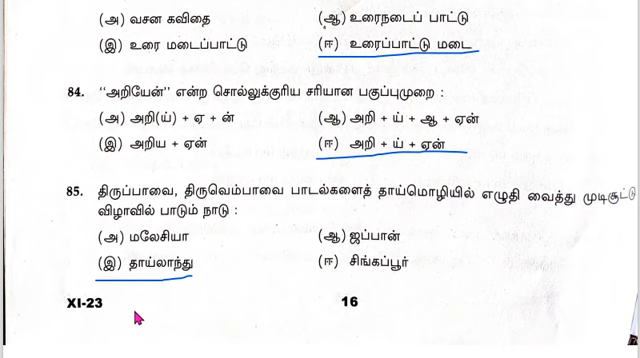 (அ) வசன கவிதை (ஆ) உரைநடைப் பாட்டு
(இ) உரை மடைப்பாட்டு (ஈ) உரைப்பாட்டு மடை
84. “அறியேன்” என்ற சொல்லுக்குரிய சரியான பகுப்புமுறை :
(அ) அறி(ய்) + ஏ + ன் (ஆ) அறி + ய் + ஆ + ஏன்
(இ) அறிய + ஏன் (ஈ) அறி + ய் + ஏன்
85. திருப்பாவை, திருவெம்பாவை பாடல்களைத் தாய்மொழியில் எழுதி வைத்து முடிசூட்டு
விழாவில் பாடும் நாடு :
(அ) மலேசியா (ஆ) ஜப்பான்
(இ) தாய்லாந்து (ஈ) சிங்கப்பூர்
XI-23 16